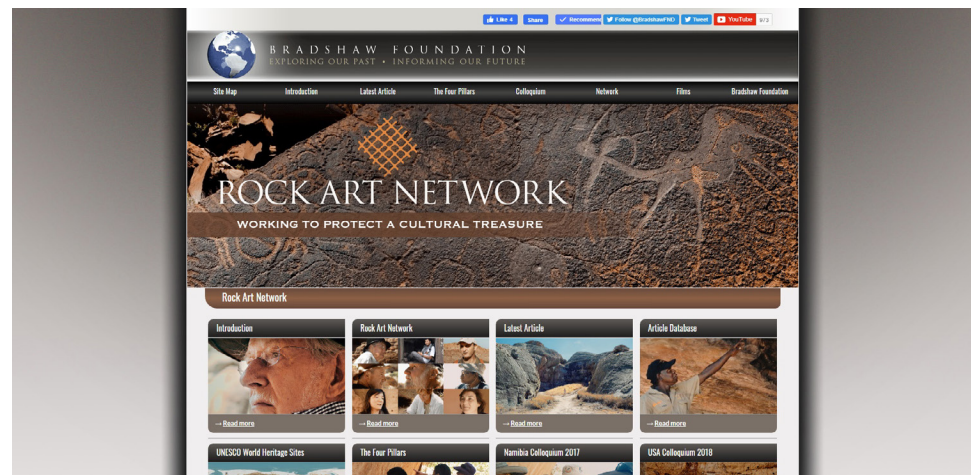 Like 4 Share Recommend Follow @BradshawFND Tweet YouTube
BRADSHAW FOUNDATION
EXPLORING OUR PAST • INFORMING OUR FUTURE
Site Map Introduction Latest Article The Four Pillars Colloquium Network Films Bradshaw Foundation
ROCK ART NETWORK
WORKING TO PROTECT A CULTURAL TREASURE
Rock Art Network
Introduction Rock Art Network Latest Article Article Database
→ Read more → Read more → Read more → Read more
UNESCO World Heritage Sites The Four Pillars Namibia Colloquium 2017 USA Colloquium 2018